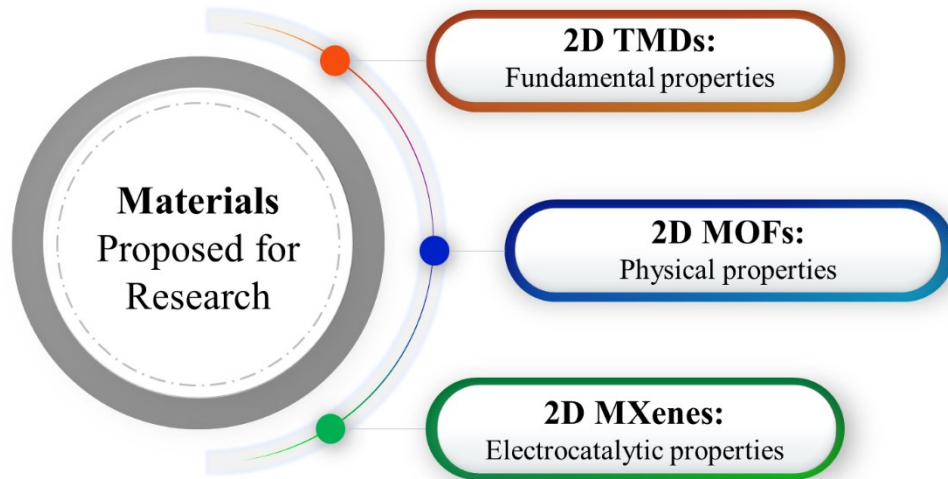 Materials
Proposed for
Research
2D TMDs:
Fundamental properties
2D MOFs:
Physical properties
2D MXenes:
Electrocatalytic properties